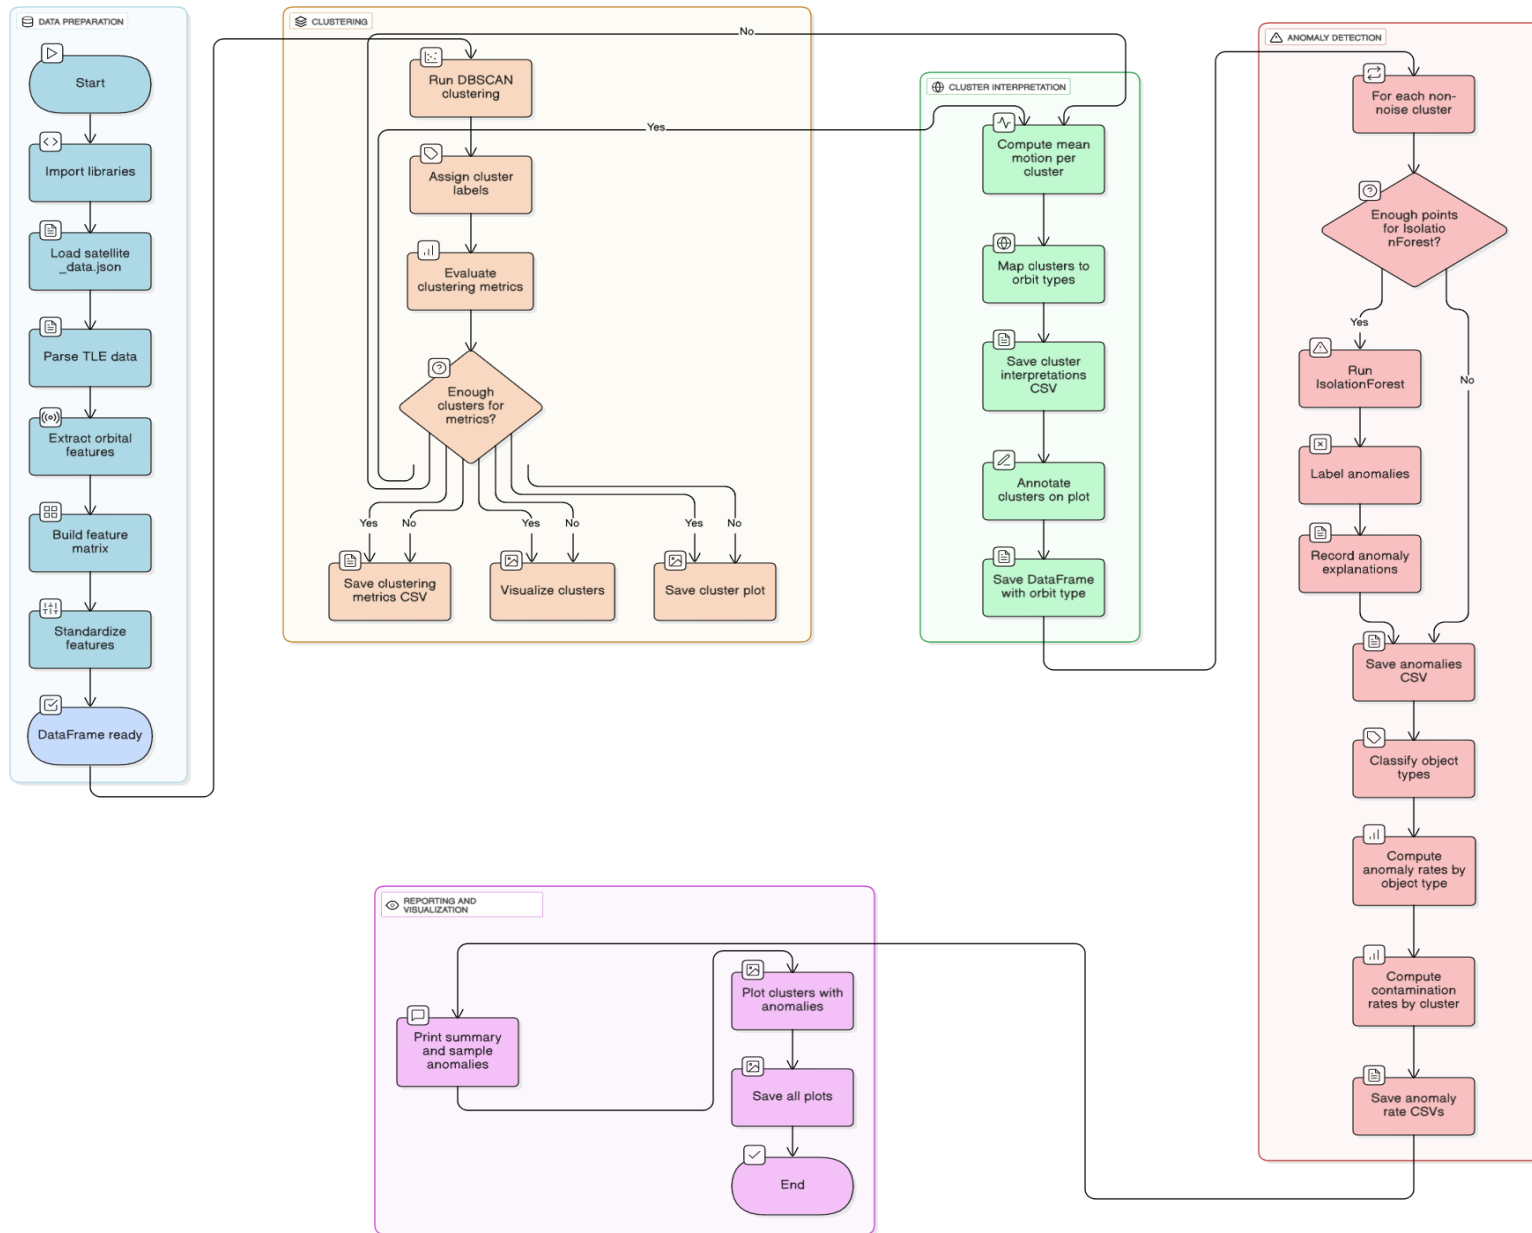 DATA PREPARATION
Start
Import libraries
Load satellite
_data.json
Parse TLE data
Extract orbital
features
Build feature
matrix
Standardize
features
DataFrame ready
CLUSTERING
No
Run DBSCAN
clustering
Yes
Assign cluster
labels
Evaluate
clustering metrics
Enough
clusters for
metrics?
Yes
No
Yes
No
Yes
No
Save clustering
metrics CSV
Visualize clusters
Save cluster plot
CLUSTER INTERPRETATION
Compute mean
motion per
cluster
Map clusters to
orbit types
Save cluster
interpretations
CSV
Annotate
clusters on plot
Save DataFrame
with orbit type
ANOMALY DETECTION
For each non-
noise cluster
Enough points
for Isolatio
nForest?
Yes
No
Run
IsolationForest
Label anomalies
Record anomaly
explanations
Save anomalies
CSV
Classify object
types
Compute
anomaly rates by
object type
Compute
contamination
rates by cluster
Save anomaly
rate CSVs
REPORTING AND
VISUALIZATION
Print summary
and sample
anomalies
Plot clusters with
anomalies
Save all plots
End